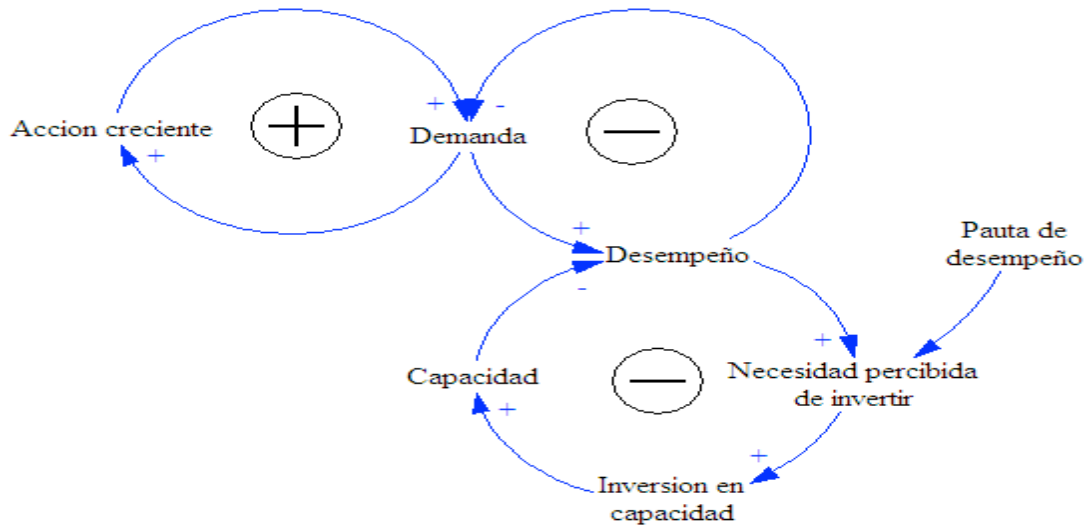 + -
Accion creciente
+
Demanda
+
-
Pauta de
desempeño
+
Desempeño
-
+
Capacidad
-
Necesidad percibida
de invertir
+
+
Inversion en
capacidad